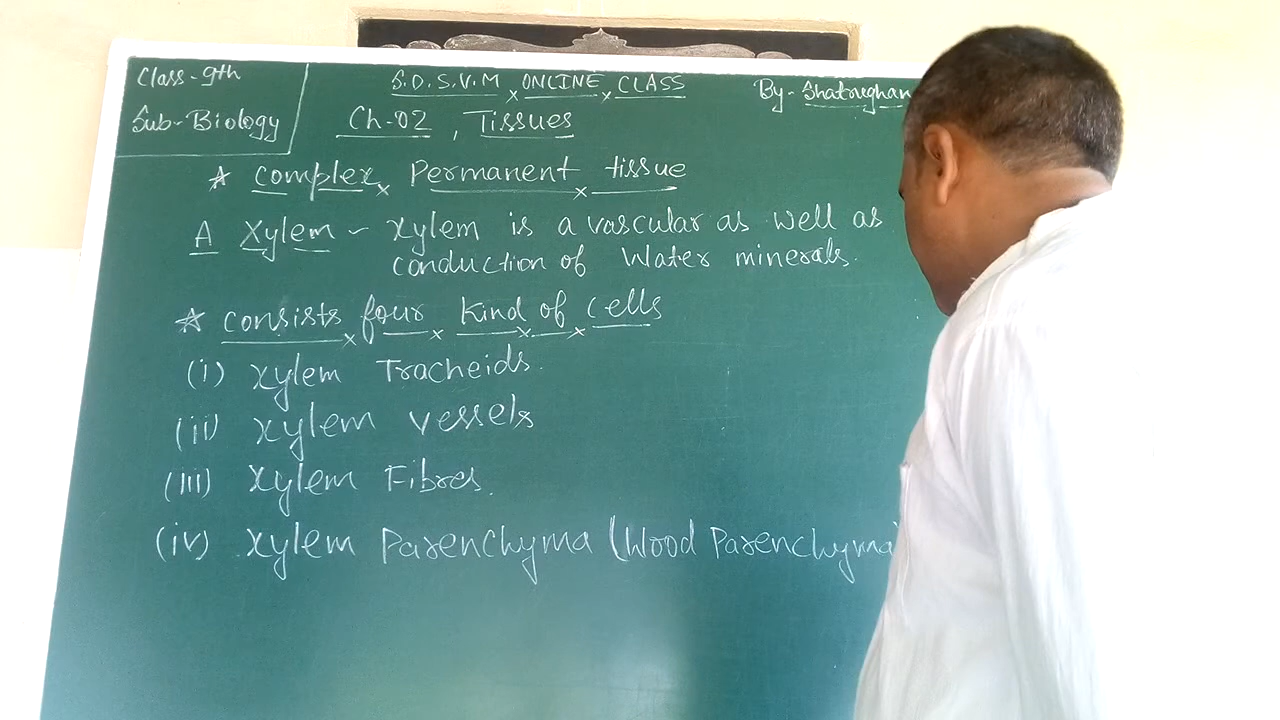 Class-9th
Sub-Biology
S.D.S.V.M ONLINE CLASS
By-Shatrughan
Ch-02, Tissues
* Complex Permanent tissue
A Xylem - xylem is a vascular as well as
conduction of Water minerals.
* Consists four Kind of Cells
(i) xylem Tracheids.
(ii) xylem vessels
(iii) xylem Fibres.
(iv) xylem Parenchyma (Wood Parenchyma)